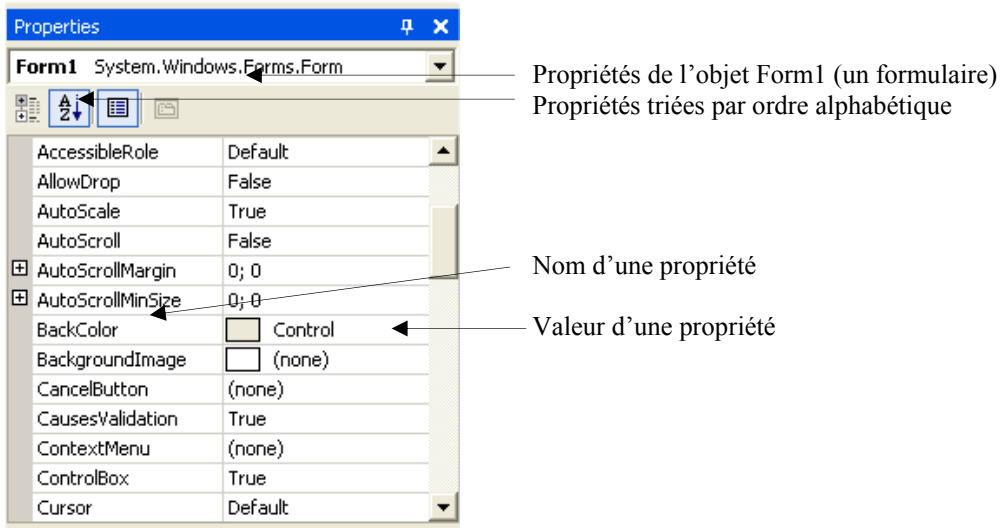 Properties
Form1 System.Windows.Forms.Form
Propriétés de l’objet Form1 (un formulaire)
Propriétés triées par ordre alphabétique
AccessibleRole Default
AllowDrop False
AutoScale True
AutoScroll False
AutoScrollMargin 0; 0
Nom d’une propriété
AutoScrollMinSize 0; 0
BackColor Control
Valeur d’une propriété
BackgroundImage (none)
CancelButton (none)
CausesValidation True
ContextMenu (none)
ControlBox True
Cursor Default